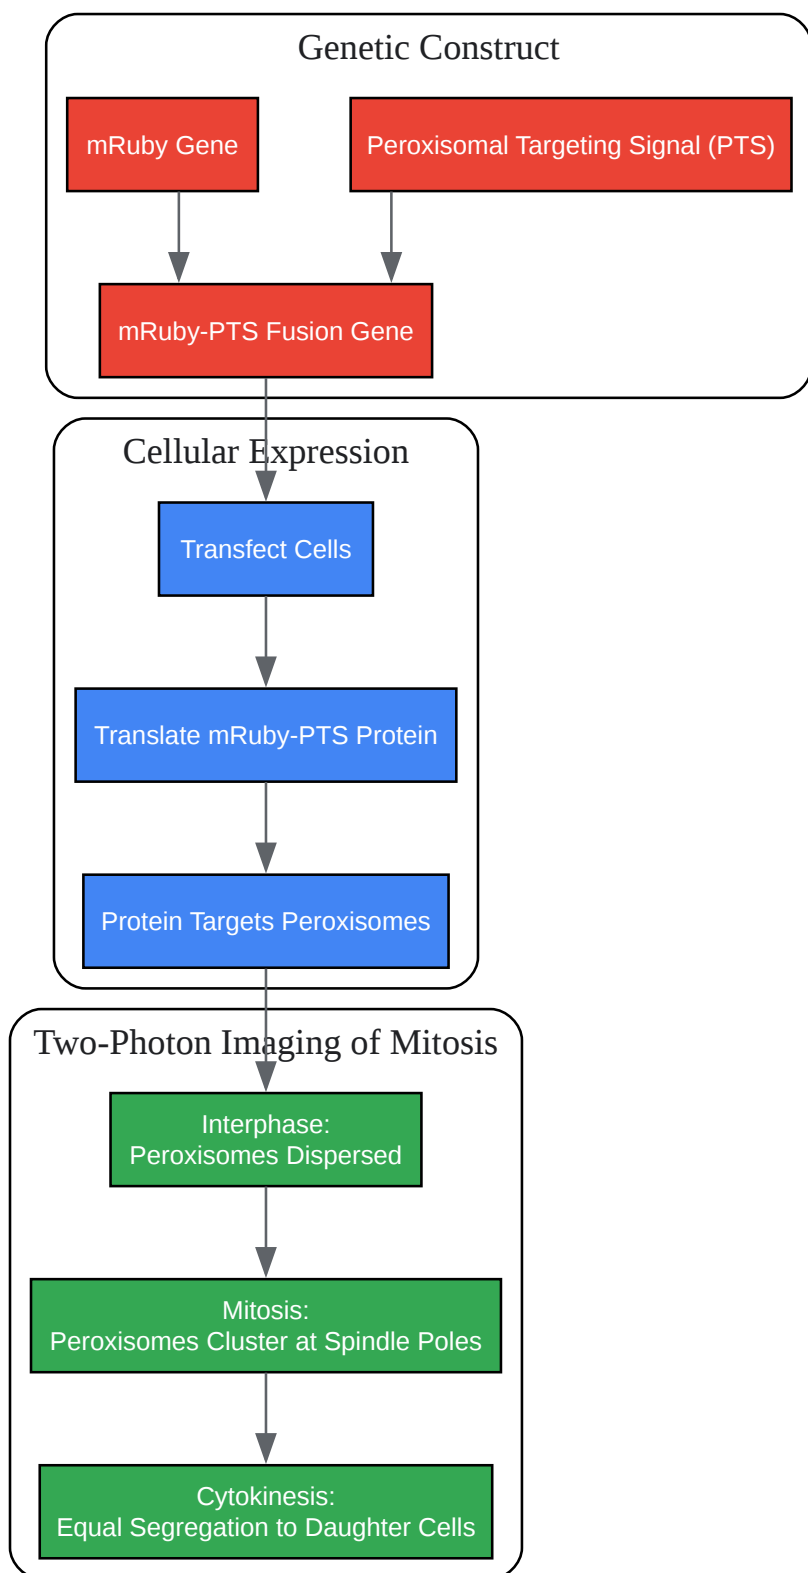 Genetic Construct
mRuby Gene
Peroxisomal Targeting Signal (PTS)
mRuby-PTS Fusion Gene
Cellular Expression
Transfect Cells
Translate mRuby-PTS Protein
Protein Targets Peroxisomes
Two-Photon Imaging of Mitosis
Interphase:
Peroxisomes Dispersed
Mitosis:
Peroxisomes Cluster at Spindle Poles
Cytokinesis:
Equal Segregation to Daughter Cells